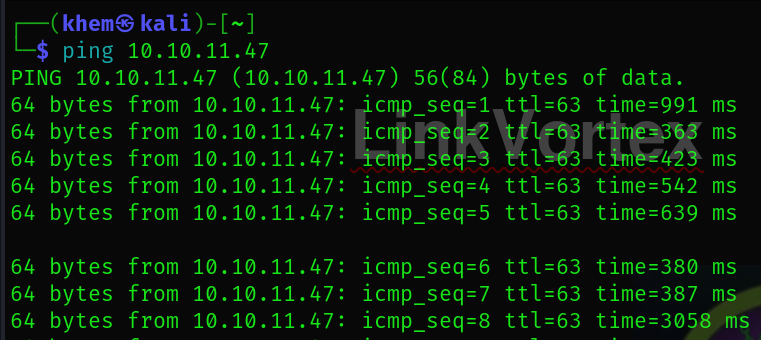 ┌──(khem㉿kali)-[~]
└─$ ping 10.10.11.47
PING 10.10.11.47 (10.10.11.47) 56(84) bytes of data.
64 bytes from 10.10.11.47: icmp_seq=1 ttl=63 time=991 ms
64 bytes from 10.10.11.47: icmp_seq=2 ttl=63 time=363 ms
LinkVortex
64 bytes from 10.10.11.47: icmp_seq=3 ttl=63 time=423 ms
64 bytes from 10.10.11.47: icmp_seq=4 ttl=63 time=542 ms
64 bytes from 10.10.11.47: icmp_seq=5 ttl=63 time=639 ms
64 bytes from 10.10.11.47: icmp_seq=6 ttl=63 time=380 ms
64 bytes from 10.10.11.47: icmp_seq=7 ttl=63 time=387 ms
64 bytes from 10.10.11.47: icmp_seq=8 ttl=63 time=3058 ms